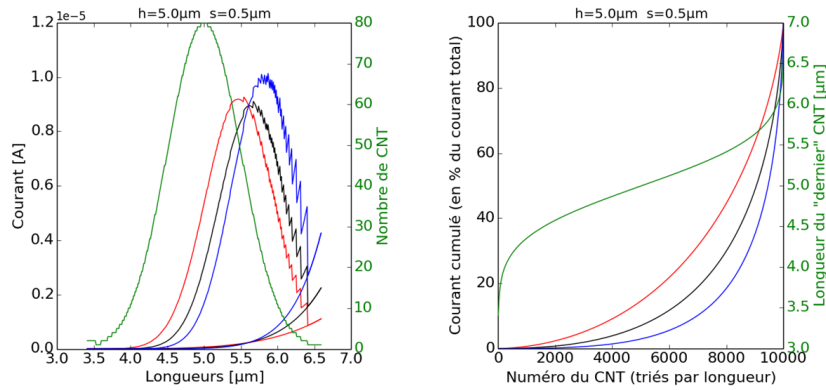 h=5.0µm s=0.5µm
1e-5
1.2
1.0
0.8
0.6
0.4
0.2
0.0
Courant [A]
3.0 3.5 4.0 4.5 5.0 5.5 6.0 6.5 7.0
Longueurs [µm]
80
70
60
50
40
30
20
10
0
Nombre de CNT
h=5.0µm s=0.5µm
100
80
60
40
20
0
Courant cumulé (en % du courant total)
0 2000 4000 6000 8000 10000
Numéro du CNT (triés par longueur)
7.0
6.5
6.0
5.5
5.0
4.5
4.0
3.5
3.0
Longueur du "dernier" CNT [µm]